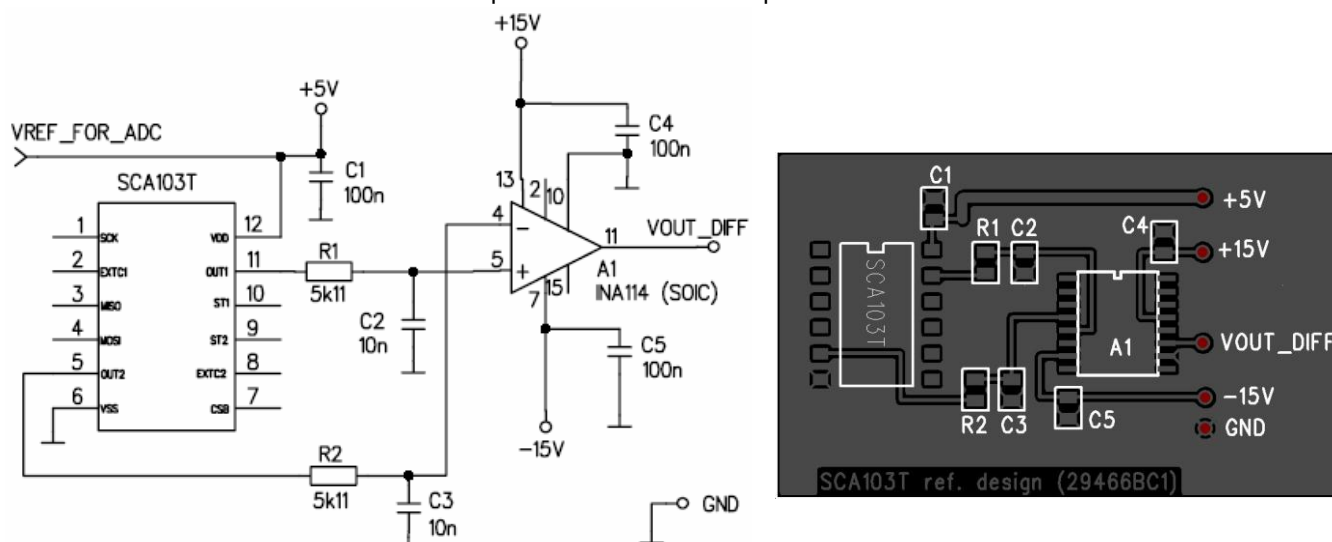 +15V
+5V
VREF_FOR_ADC
C4
100n
C1
100n
SCA103T
13
2
10
4
5
11
VOUT_DIFF
A1
INA114 (SOIC)
15
7
1
SCK
VDD
12
2
EXTC1
OUT1
11
3
MISO
ST1
10
4
MOSI
ST2
9
5
OUT2
EXTC2
8
6
VSS
CSB
7
R1
5k11
C2
10n
C5
100n
-15V
R2
5k11
C3
10n
GND
C1
+5V
R1 C2
C4
+15V
SCA103T
A1
VOUT_DIFF
-15V
R2 C3
C5
GND
SCA103T ref. design (29466BC1)